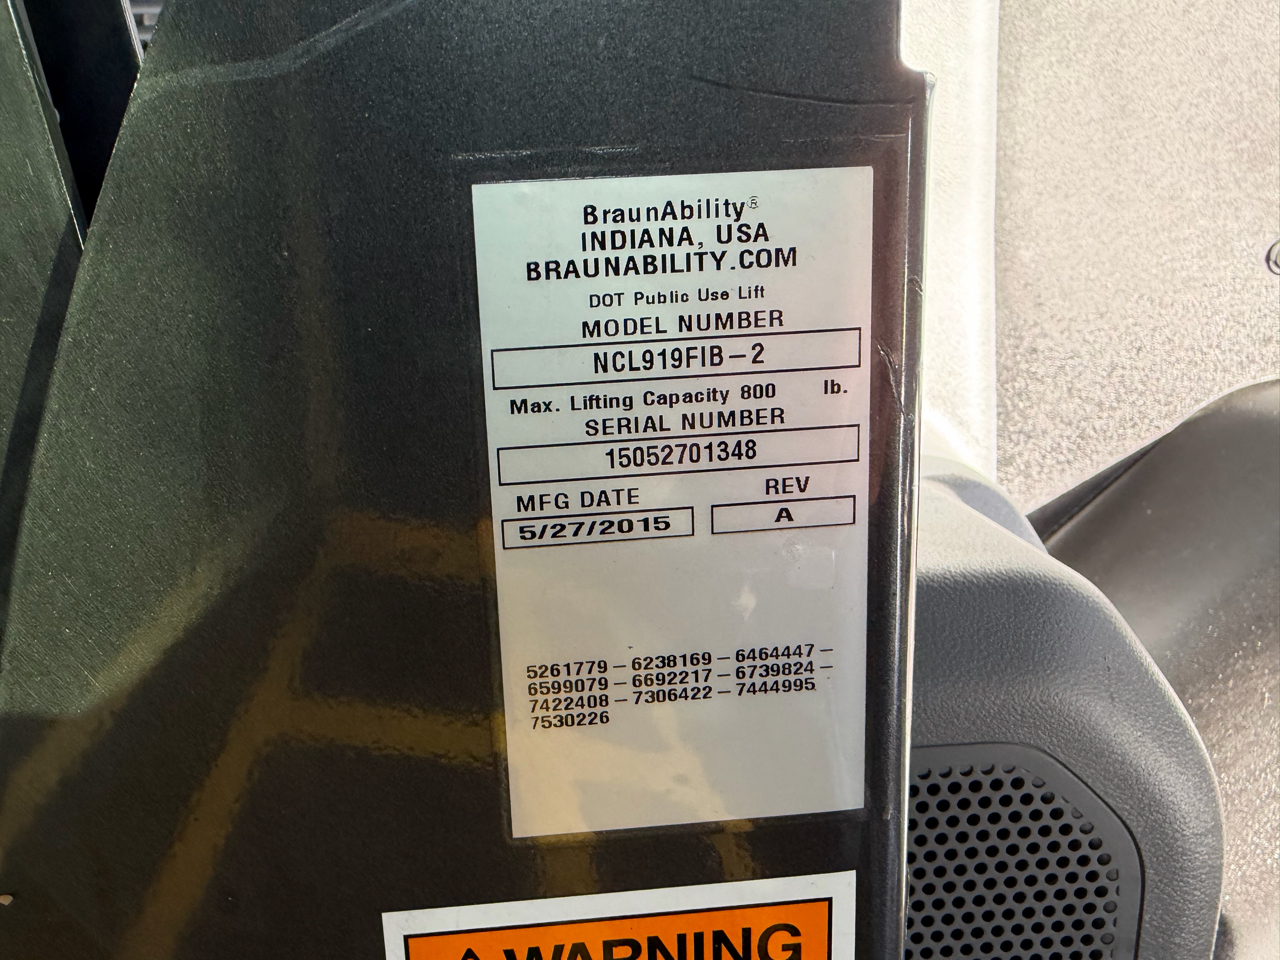 BraunAbility®
INDIANA, USA
BRAUNABILITY.COM
DOT Public Use Lift
MODEL NUMBER
NCL919FIB-2
Max. Lifting Capacity 800 lb.
SERIAL NUMBER
15052701348
MFG DATE REV
5/27/2015 A
5261779-6238169-6464447-
6599079-6692217-6739824-
7422408-7306422-7444995
7530226
WARNING